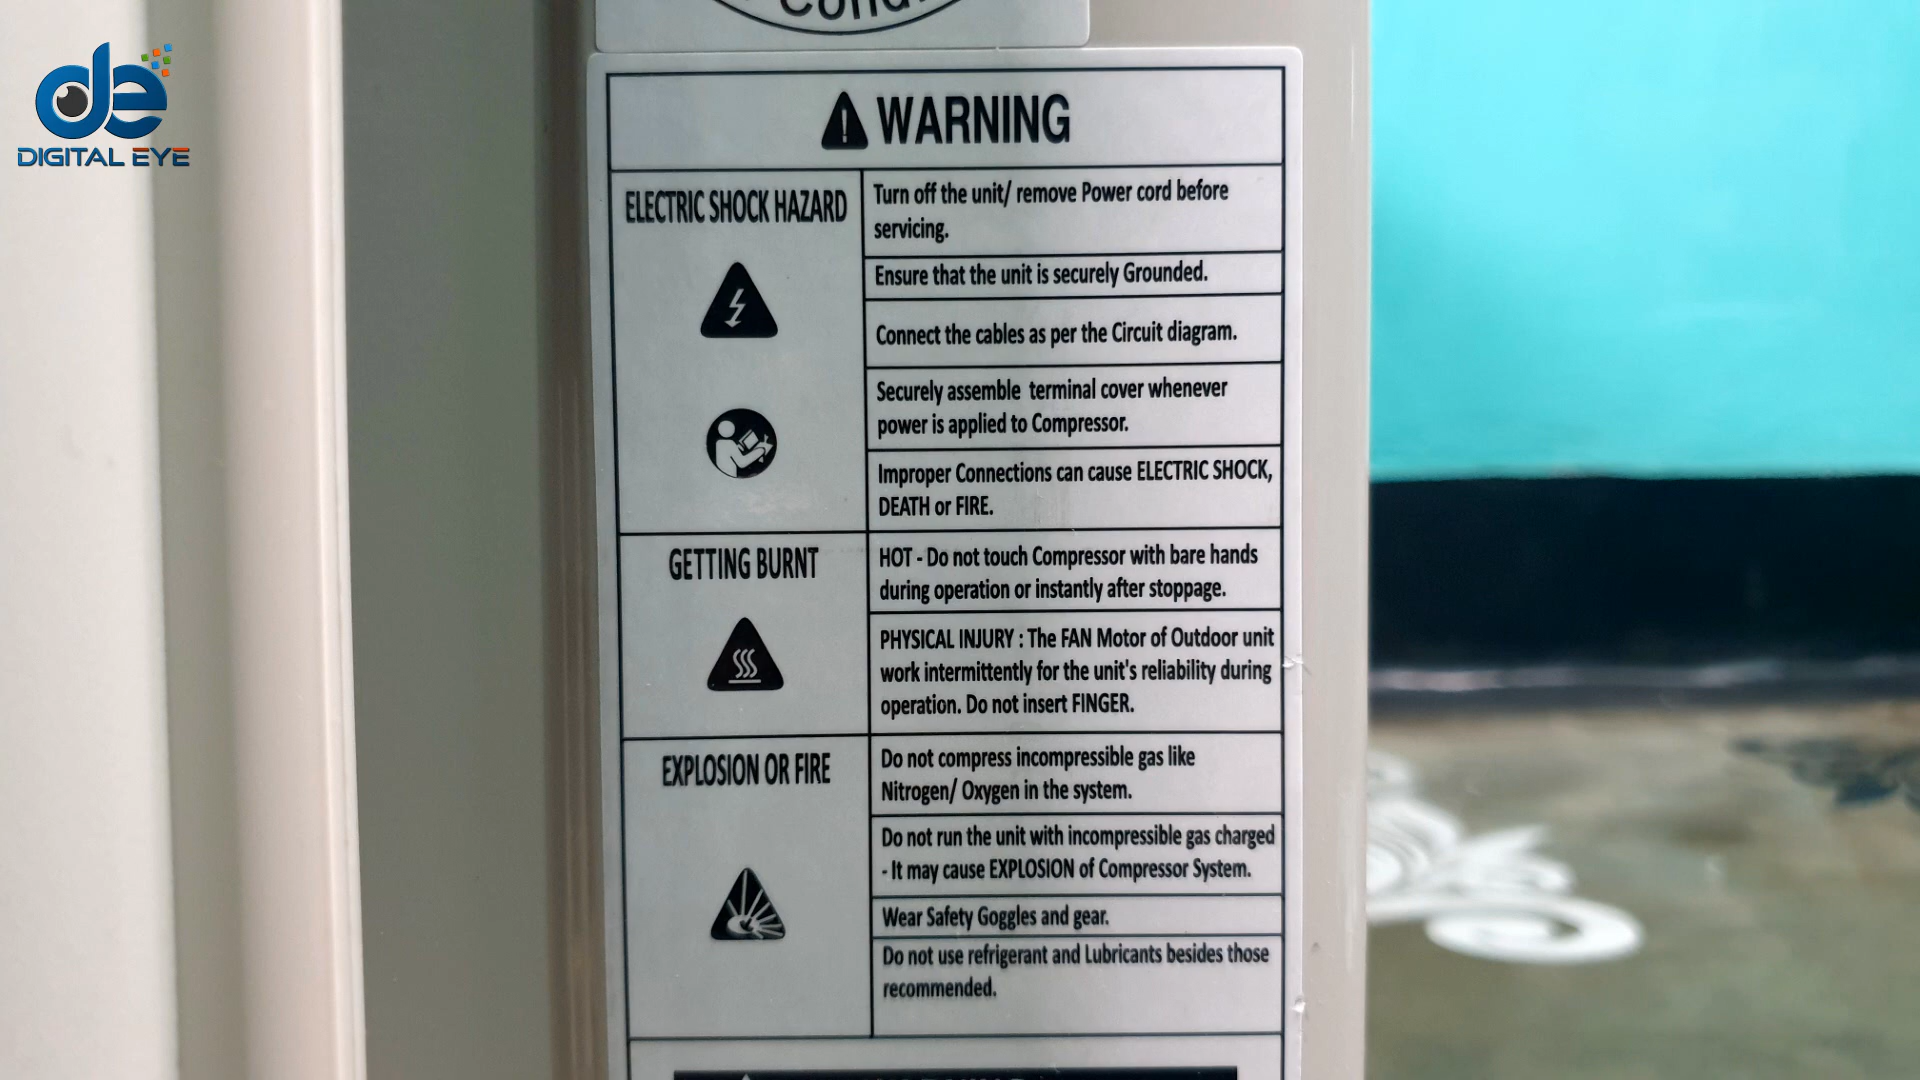 DIGITAL EYE
WARNING
ELECTRIC SHOCK HAZARD
Turn off the unit/ remove Power cord before
servicing.
Ensure that the unit is securely Grounded.
Connect the cables as per the Circuit diagram.
Securely assemble terminal cover whenever
power is applied to Compressor.
Improper Connections can cause ELECTRIC SHOCK,
DEATH or FIRE.
GETTING BURNT
HOT - Do not touch Compressor with bare hands
during operation or instantly after stoppage.
PHYSICAL INJURY : The FAN Motor of Outdoor unit
work intermittently for the unit's reliability during
operation. Do not insert FINGER.
EXPLOSION OR FIRE
Do not compress incompressible gas like
Nitrogen/ Oxygen in the system.
Do not run the unit with incompressible gas charged
- It may cause EXPLOSION of Compressor System.
Wear Safety Goggles and gear.
Do not use refrigerant and Lubricants besides those
recommended.